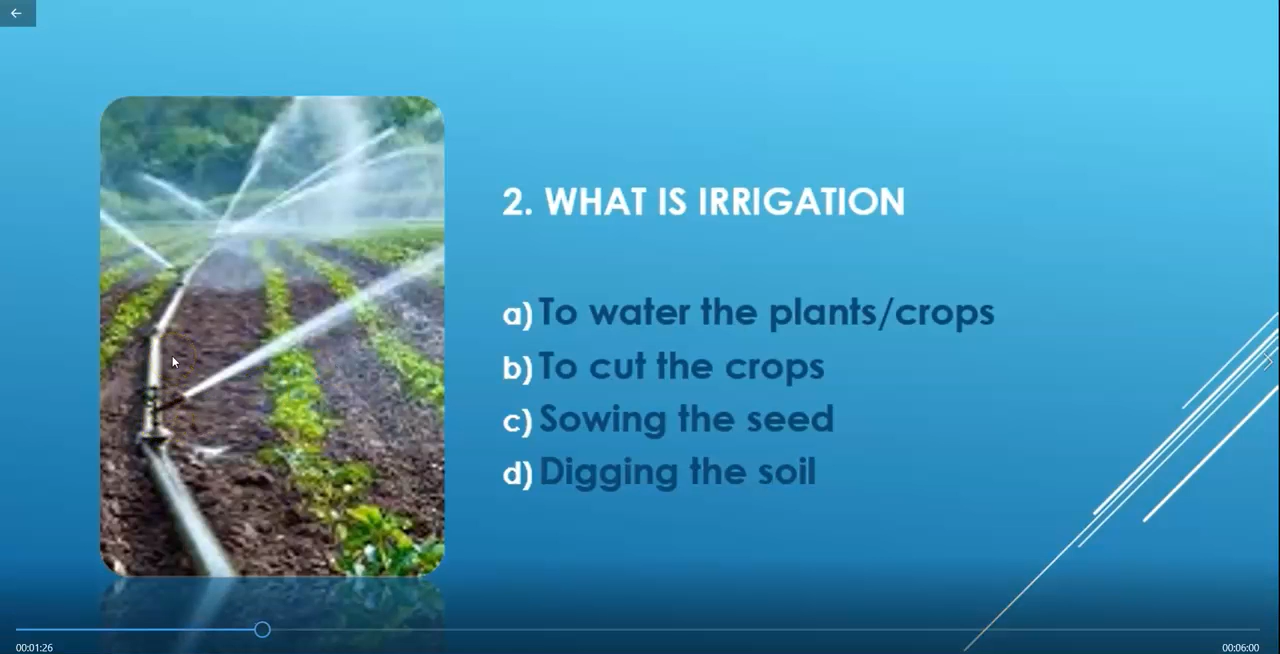 2. WHAT IS IRRIGATION
a) To water the plants/crops
b) To cut the crops
c) Sowing the seed
d) Digging the soil
00:01:26
00:06:00